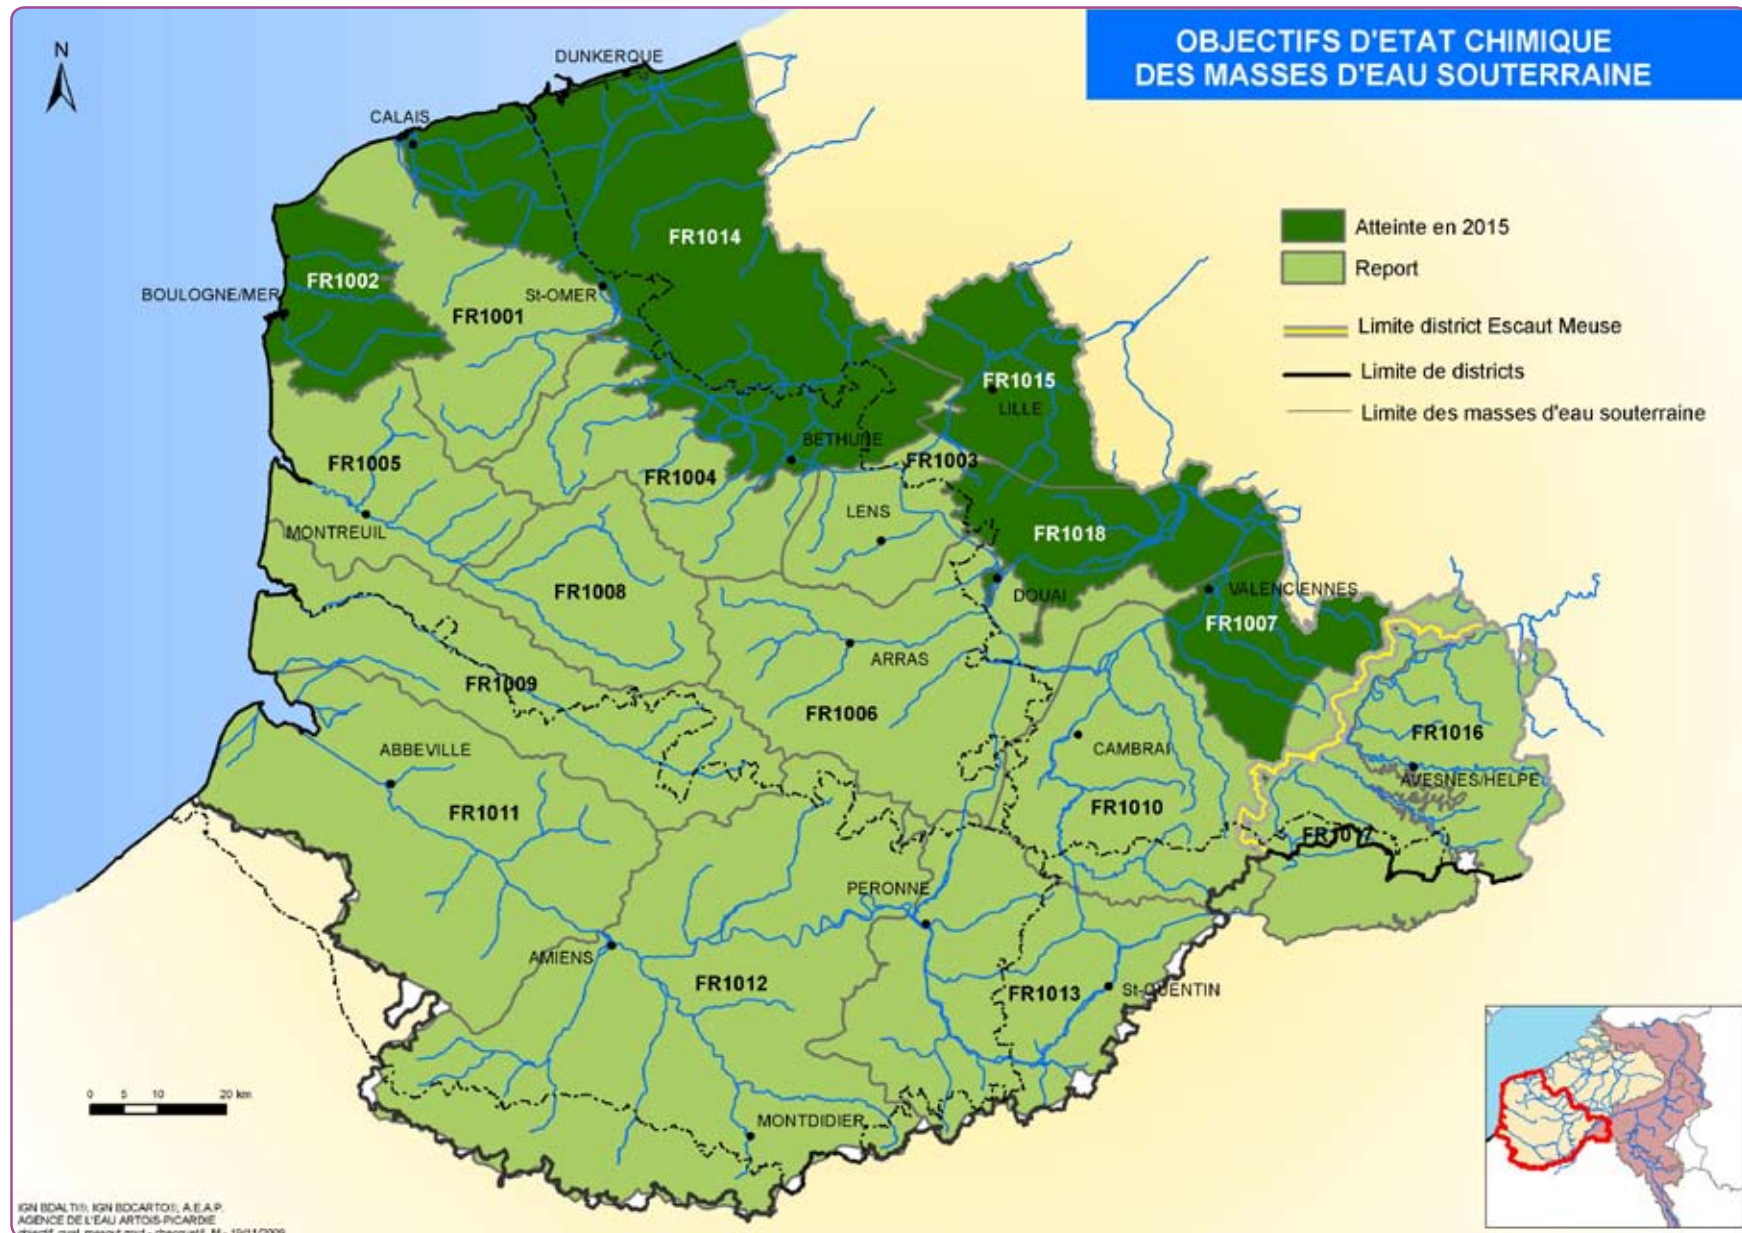 OBJECTIFS D'ETAT CHIMIQUE
DES MASSES D'EAU SOUTERRAINE
N
DUNKERQUE
CALAIS
FR1014
Atteinte en 2015
Report
Limite district Escaut Meuse
Limite de districts
Limite des masses d'eau souterraine
FR1002
BOULOGNE/MER
St-OMER
FR1001
FR1015
LILLE
BETHUNE
FR1005
FR1004
FR1003
LENS
MONTREUIL
FR1018
FR1008
DOUAI
VALENCIENNES
FR1007
ARRAS
FR1009
FR1006
FR1016
ABBEVILLE
CAMBRAI
AVESNES/HELPE
FR1011
FR1010
FR1017
PERONNE
AMIENS
FR1012
FR1013
St-QUENTIN
0 5 10 20 km
MONTDIDIER
IGN BDALTI®, IGN BDCARTO®, A.E.A.P.
AGENCE DE L'EAU ARTOIS-PICARDIE